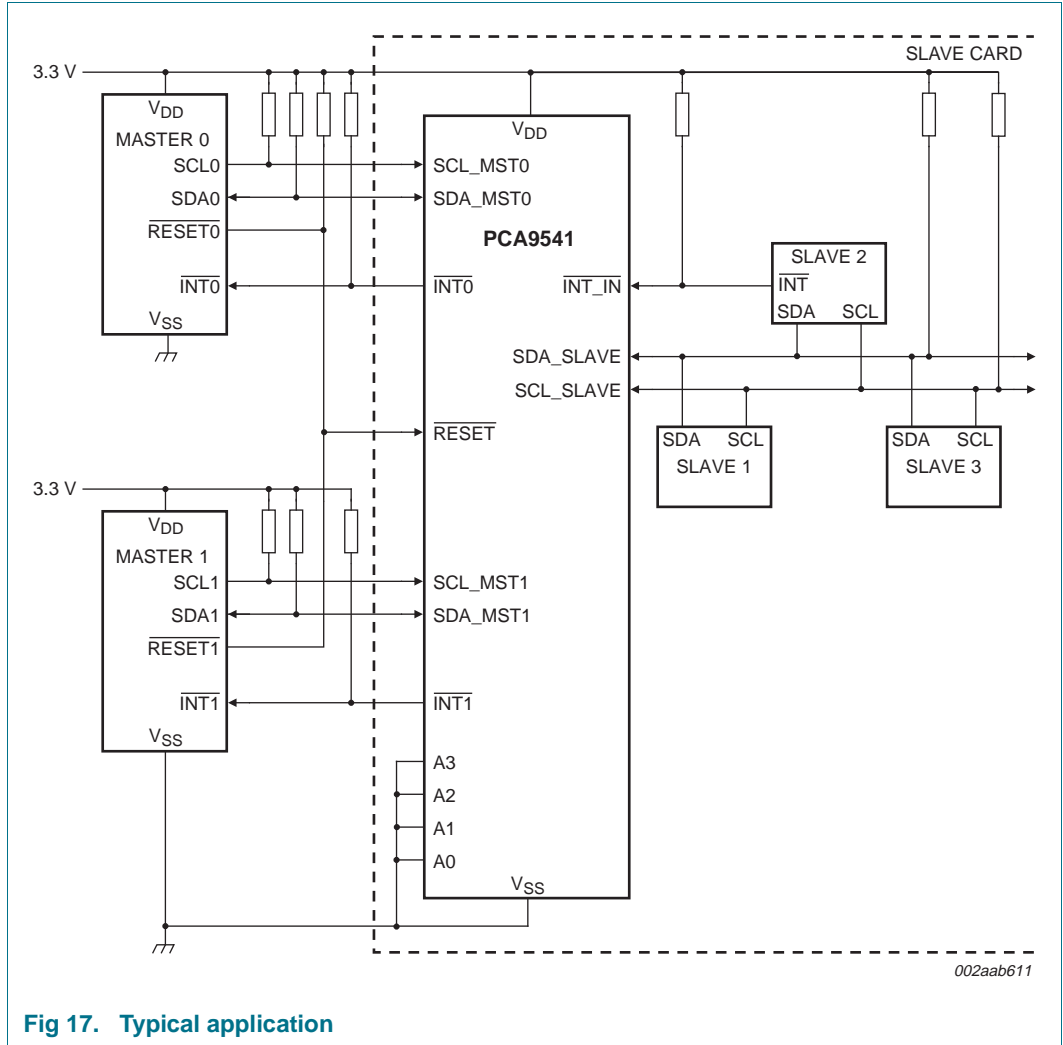 SLAVE CARD
3.3 V
VDD
MASTER 0
SCL0
SDA0
RESET0
INT0
VSS
VDD
SCL_MST0
SDA_MST0
PCA9541
INT0
INT_IN
SDA_SLAVE
SCL_SLAVE
RESET
SLAVE 2
INT
SDA SCL
SDA SCL
SLAVE 1
SDA SCL
SLAVE 3
3.3 V
VDD
MASTER 1
SCL1
SDA1
RESET1
INT1
VSS
SCL_MST1
SDA_MST1
INT1
A3
A2
A1
A0
VSS
002aab611
Fig 17. Typical application